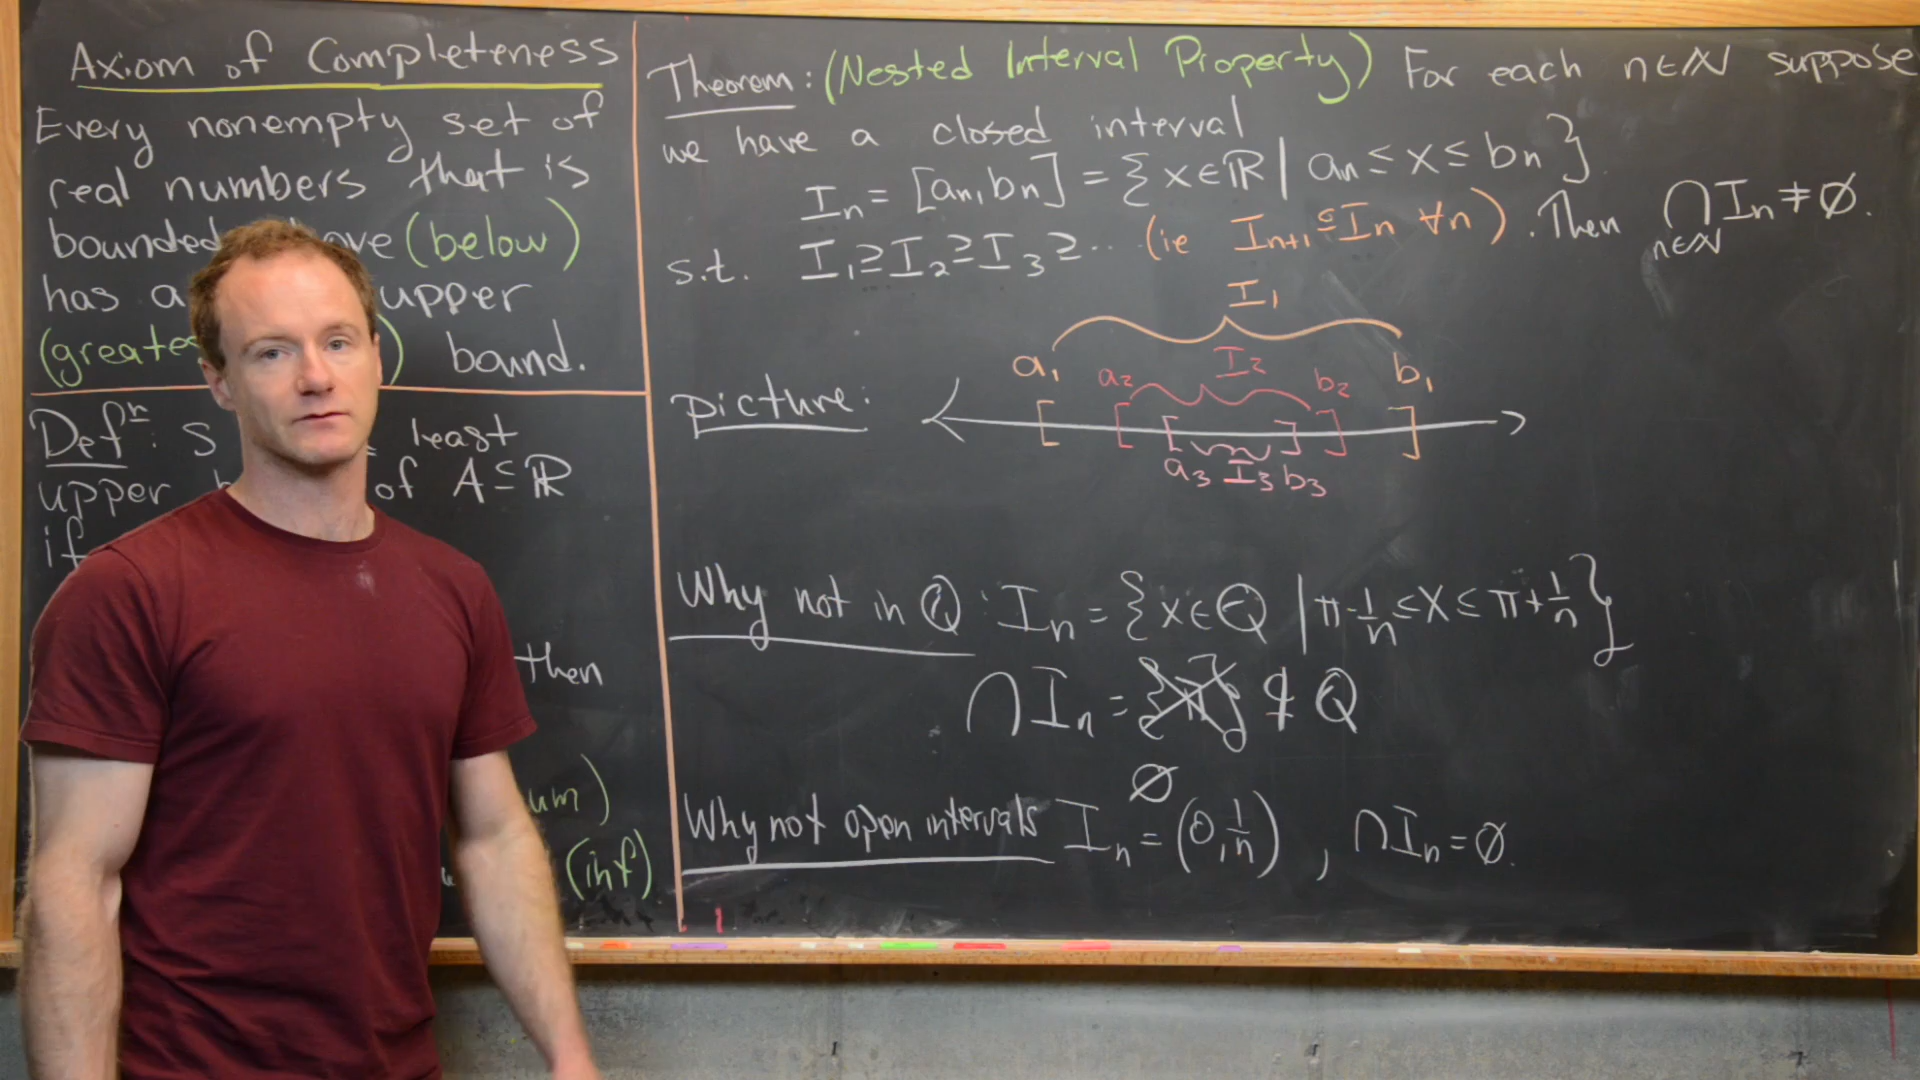 Axiom of Completeness
Every nonempty set of
real numbers that is
bounded (below)
has a upper
(greates ) bound.
Defⁿ: s least
upper of A ⊆ ℝ
if
then
(inf)
Theorem: (Nested Interval Property) For each n∈ℕ suppose
we have a closed interval
Iₙ = [aₙ, bₙ] = {x∈ℝ | aₙ ≤ x ≤ bₙ}
s.t. I₁ ⊇ I₂ ⊇ I₃ ⊇ ... (ie Iₙ₊₁ ⊆ Iₙ ∀n). Then ⋂ Iₙ ≠ ∅.
n∈ℕ
I₁
a₁ a₂ I₂ b₂ b₁
picture:
a₃ I₃ b₃
Why not in ℚ: Iₙ = {x∈ℚ | π-1/n ≤ x ≤ π+1/n}
⋂ Iₙ = {π} ⊄ ℚ
∅
Why not open intervals Iₙ = (0, 1/n), ⋂Iₙ = ∅.